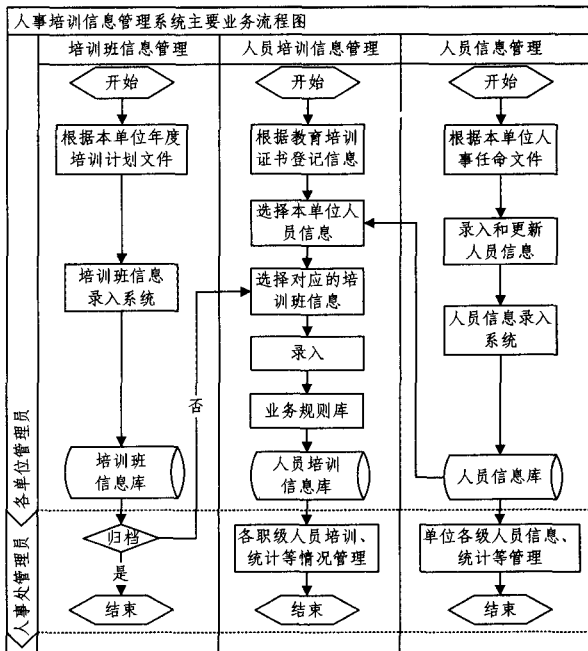 人事培训信息管理系统主要业务流程图
培训班信息管理
人员培训信息管理
人员信息管理
开始
开始
开始
根据本单位年度
培训计划文件
根据教育培训
证书登记信息
根据本单位人
事任命文件
选择本单位人
员信息
录入和更新
人员信息
培训班信息
录入系统
选择对应的培
训班信息
人员信息录入
系统
录入
否
业务规则库
培训班
信息库
人员培训
信息库
人员信息库
各单位管理员
归档
各职级人员培训、
统计等情况管理
单位各级人员信息、
统计等管理
是
人事处管理员
结束
结束
结束